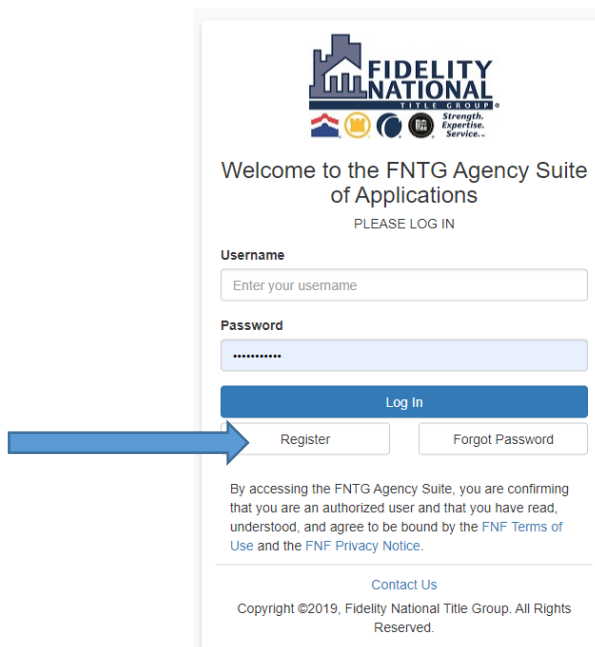 FIDELITY
NATIONAL
TITLE GROUP®
Strength.
Expertise.
Service.™
Welcome to the FNTG Agency Suite
of Applications
PLEASE LOG IN
Username
Enter your username
Password
•••••••••••
Log In
Register
Forgot Password
By accessing the FNTG Agency Suite, you are confirming
that you are an authorized user and that you have read,
understood, and agree to be bound by the FNF Terms of
Use and the FNF Privacy Notice.
Contact Us
Copyright ©2019, Fidelity National Title Group. All Rights
Reserved.